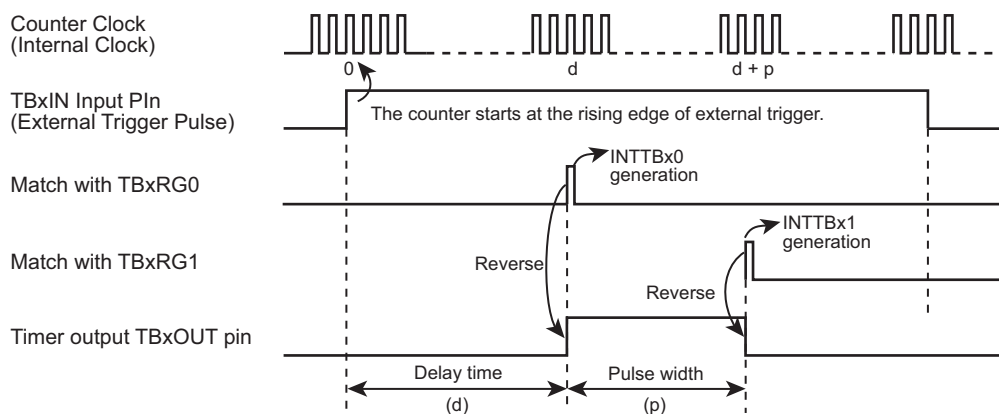 Counter Clock
(Internal Clock)
0
d
d + p
TBxIN Input PIn
(External Trigger Pulse)
The counter starts at the rising edge of external trigger.
INTTBx0
generation
Match with TBxRG0
INTTBx1
generation
Match with TBxRG1
Reverse
Reverse
Timer output TBxOUT pin
Delay time
Pulse width
(d)
(p)